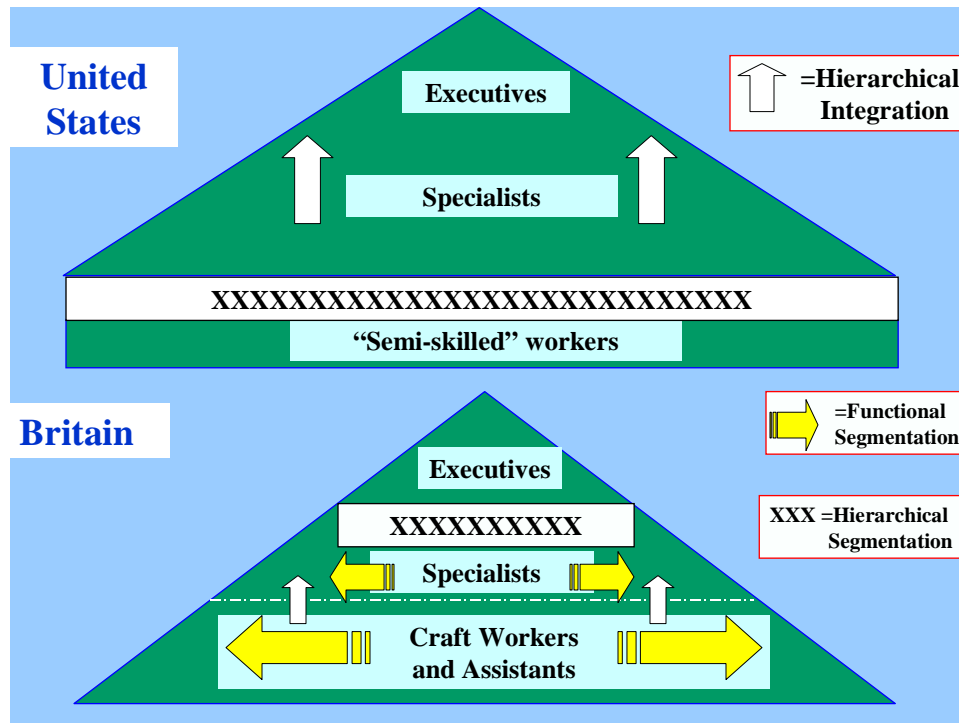 United
States
Executives
=Hierarchical
Integration
Specialists
XXXXXXXXXXXXXXXXXXXXXXXXXXXX
“Semi-skilled” workers
Britain
=Functional
Segmentation
Executives
XXXXXXXXXX
XXX =Hierarchical
Segmentation
Specialists
Craft Workers
and Assistants